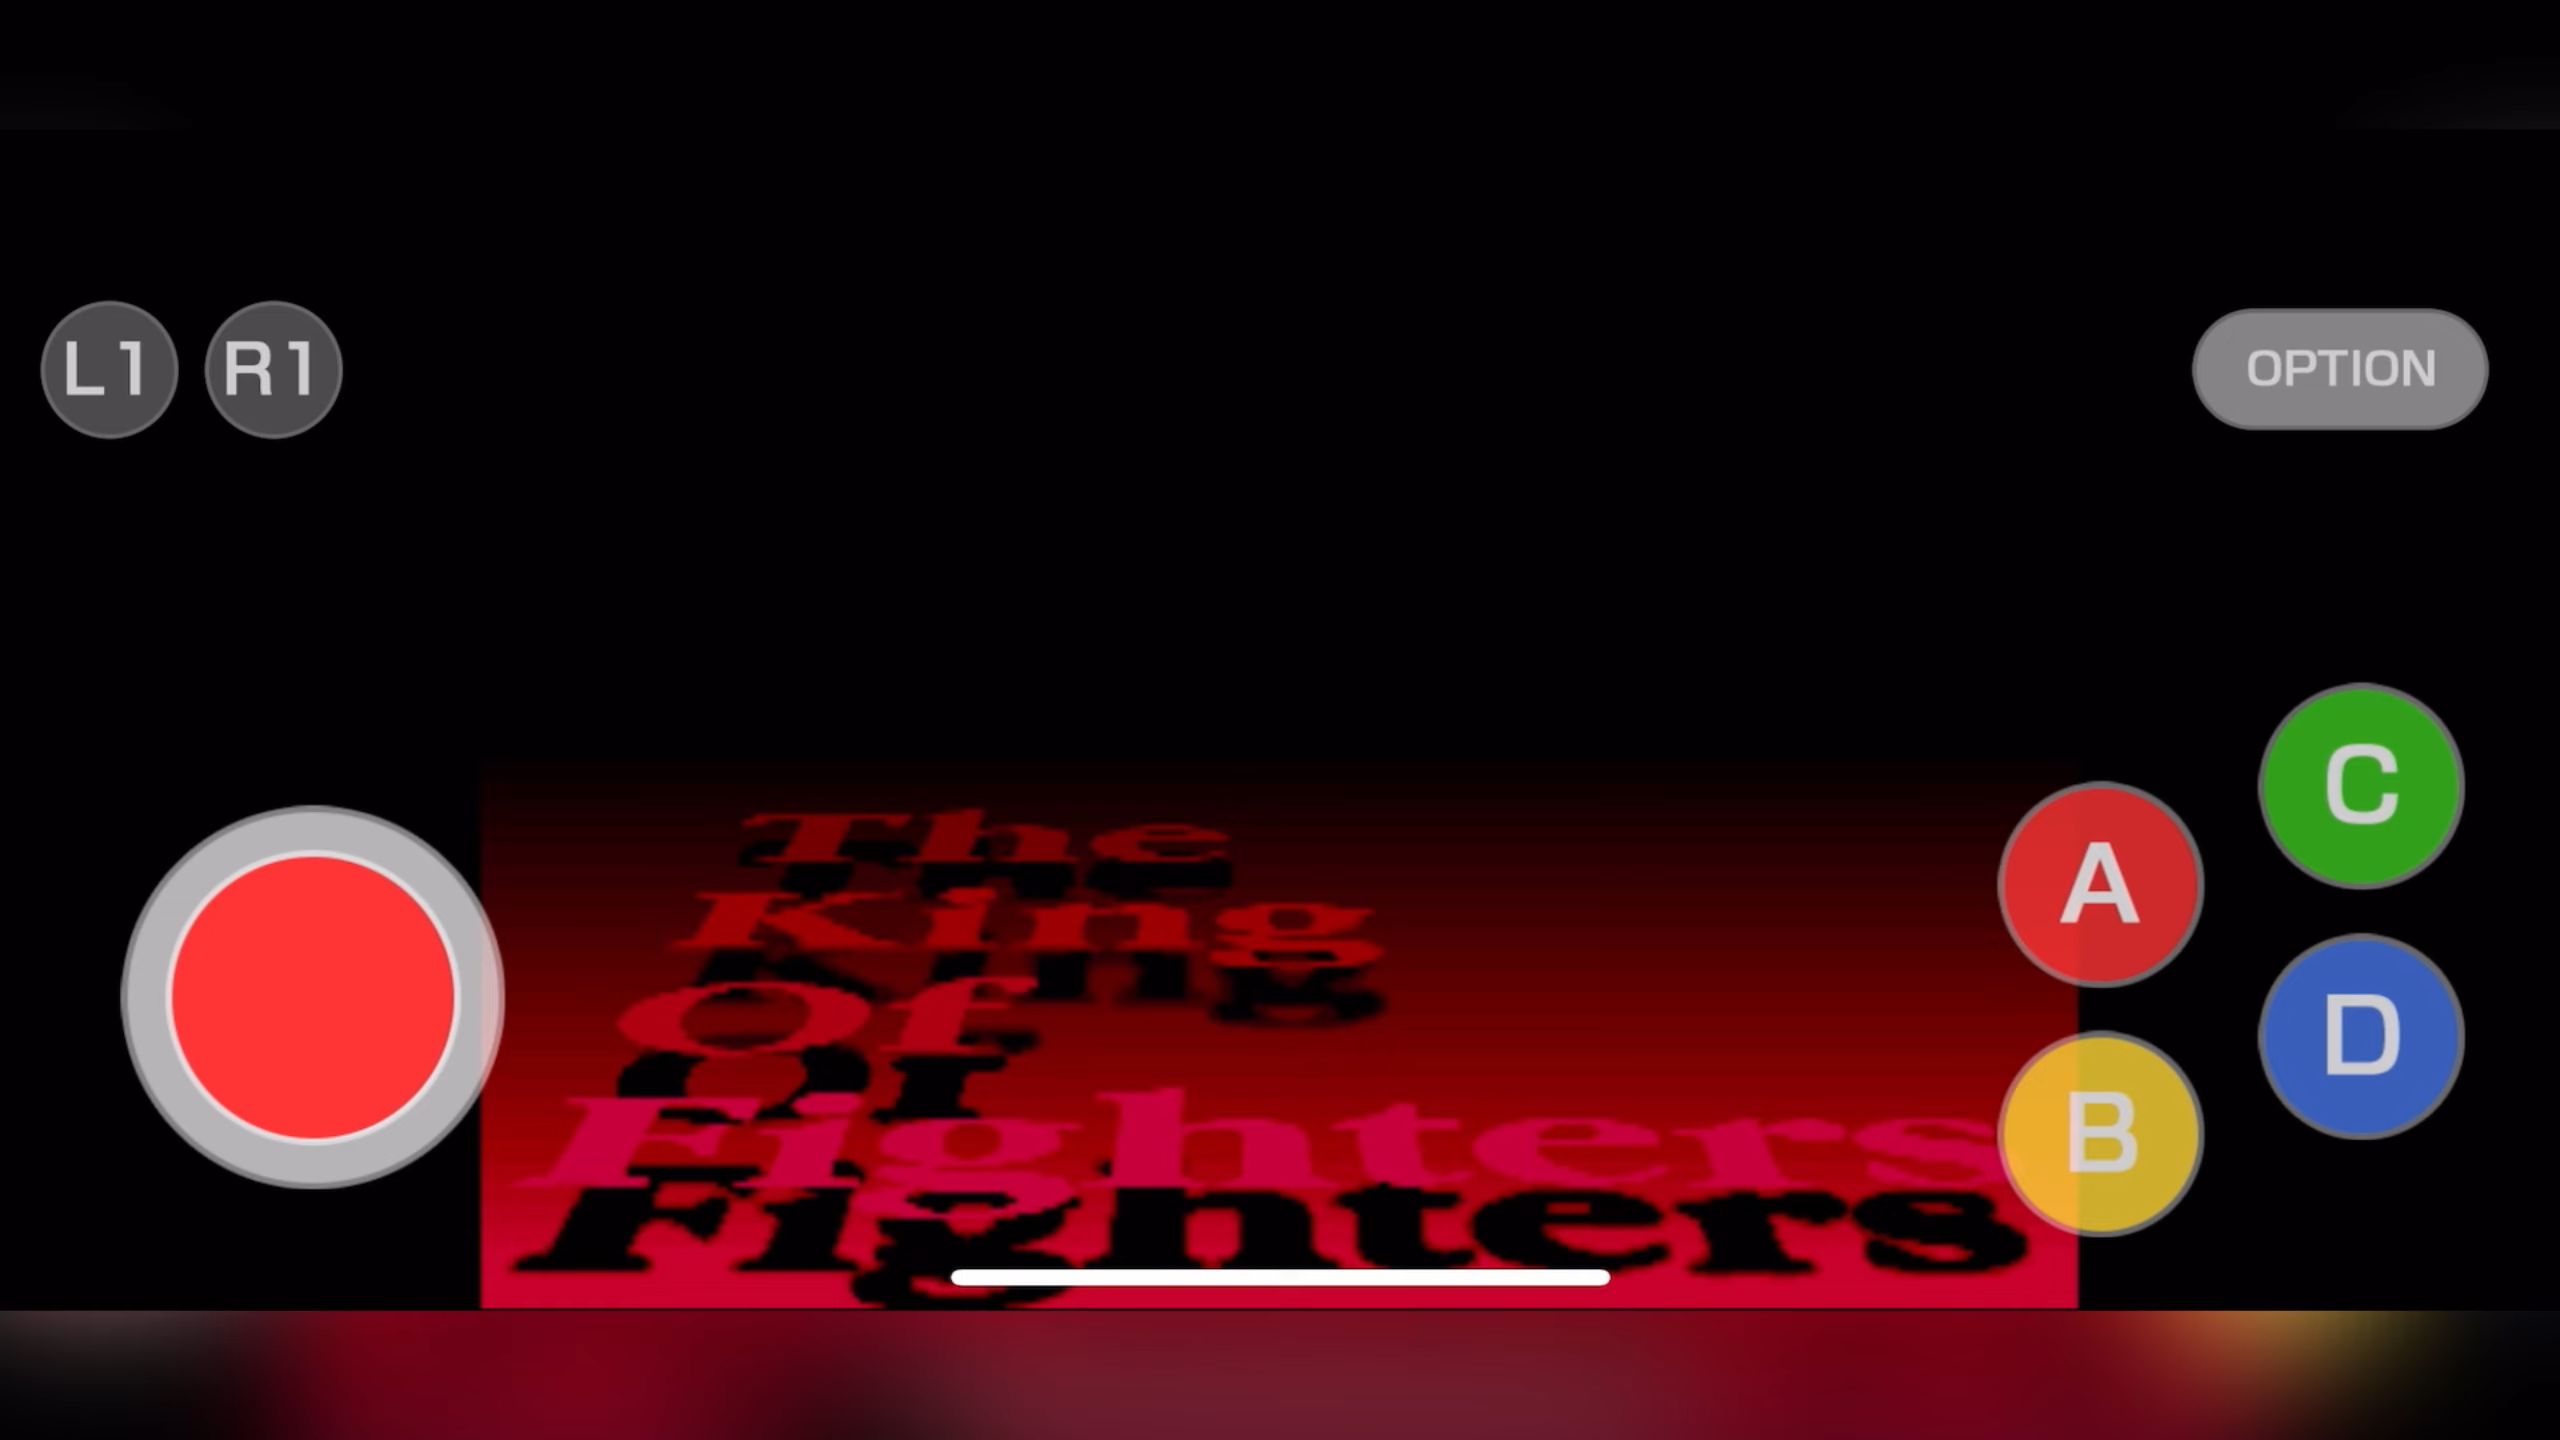 L1 R1
OPTION
The
King
Of
Fighters
C
A
D
B